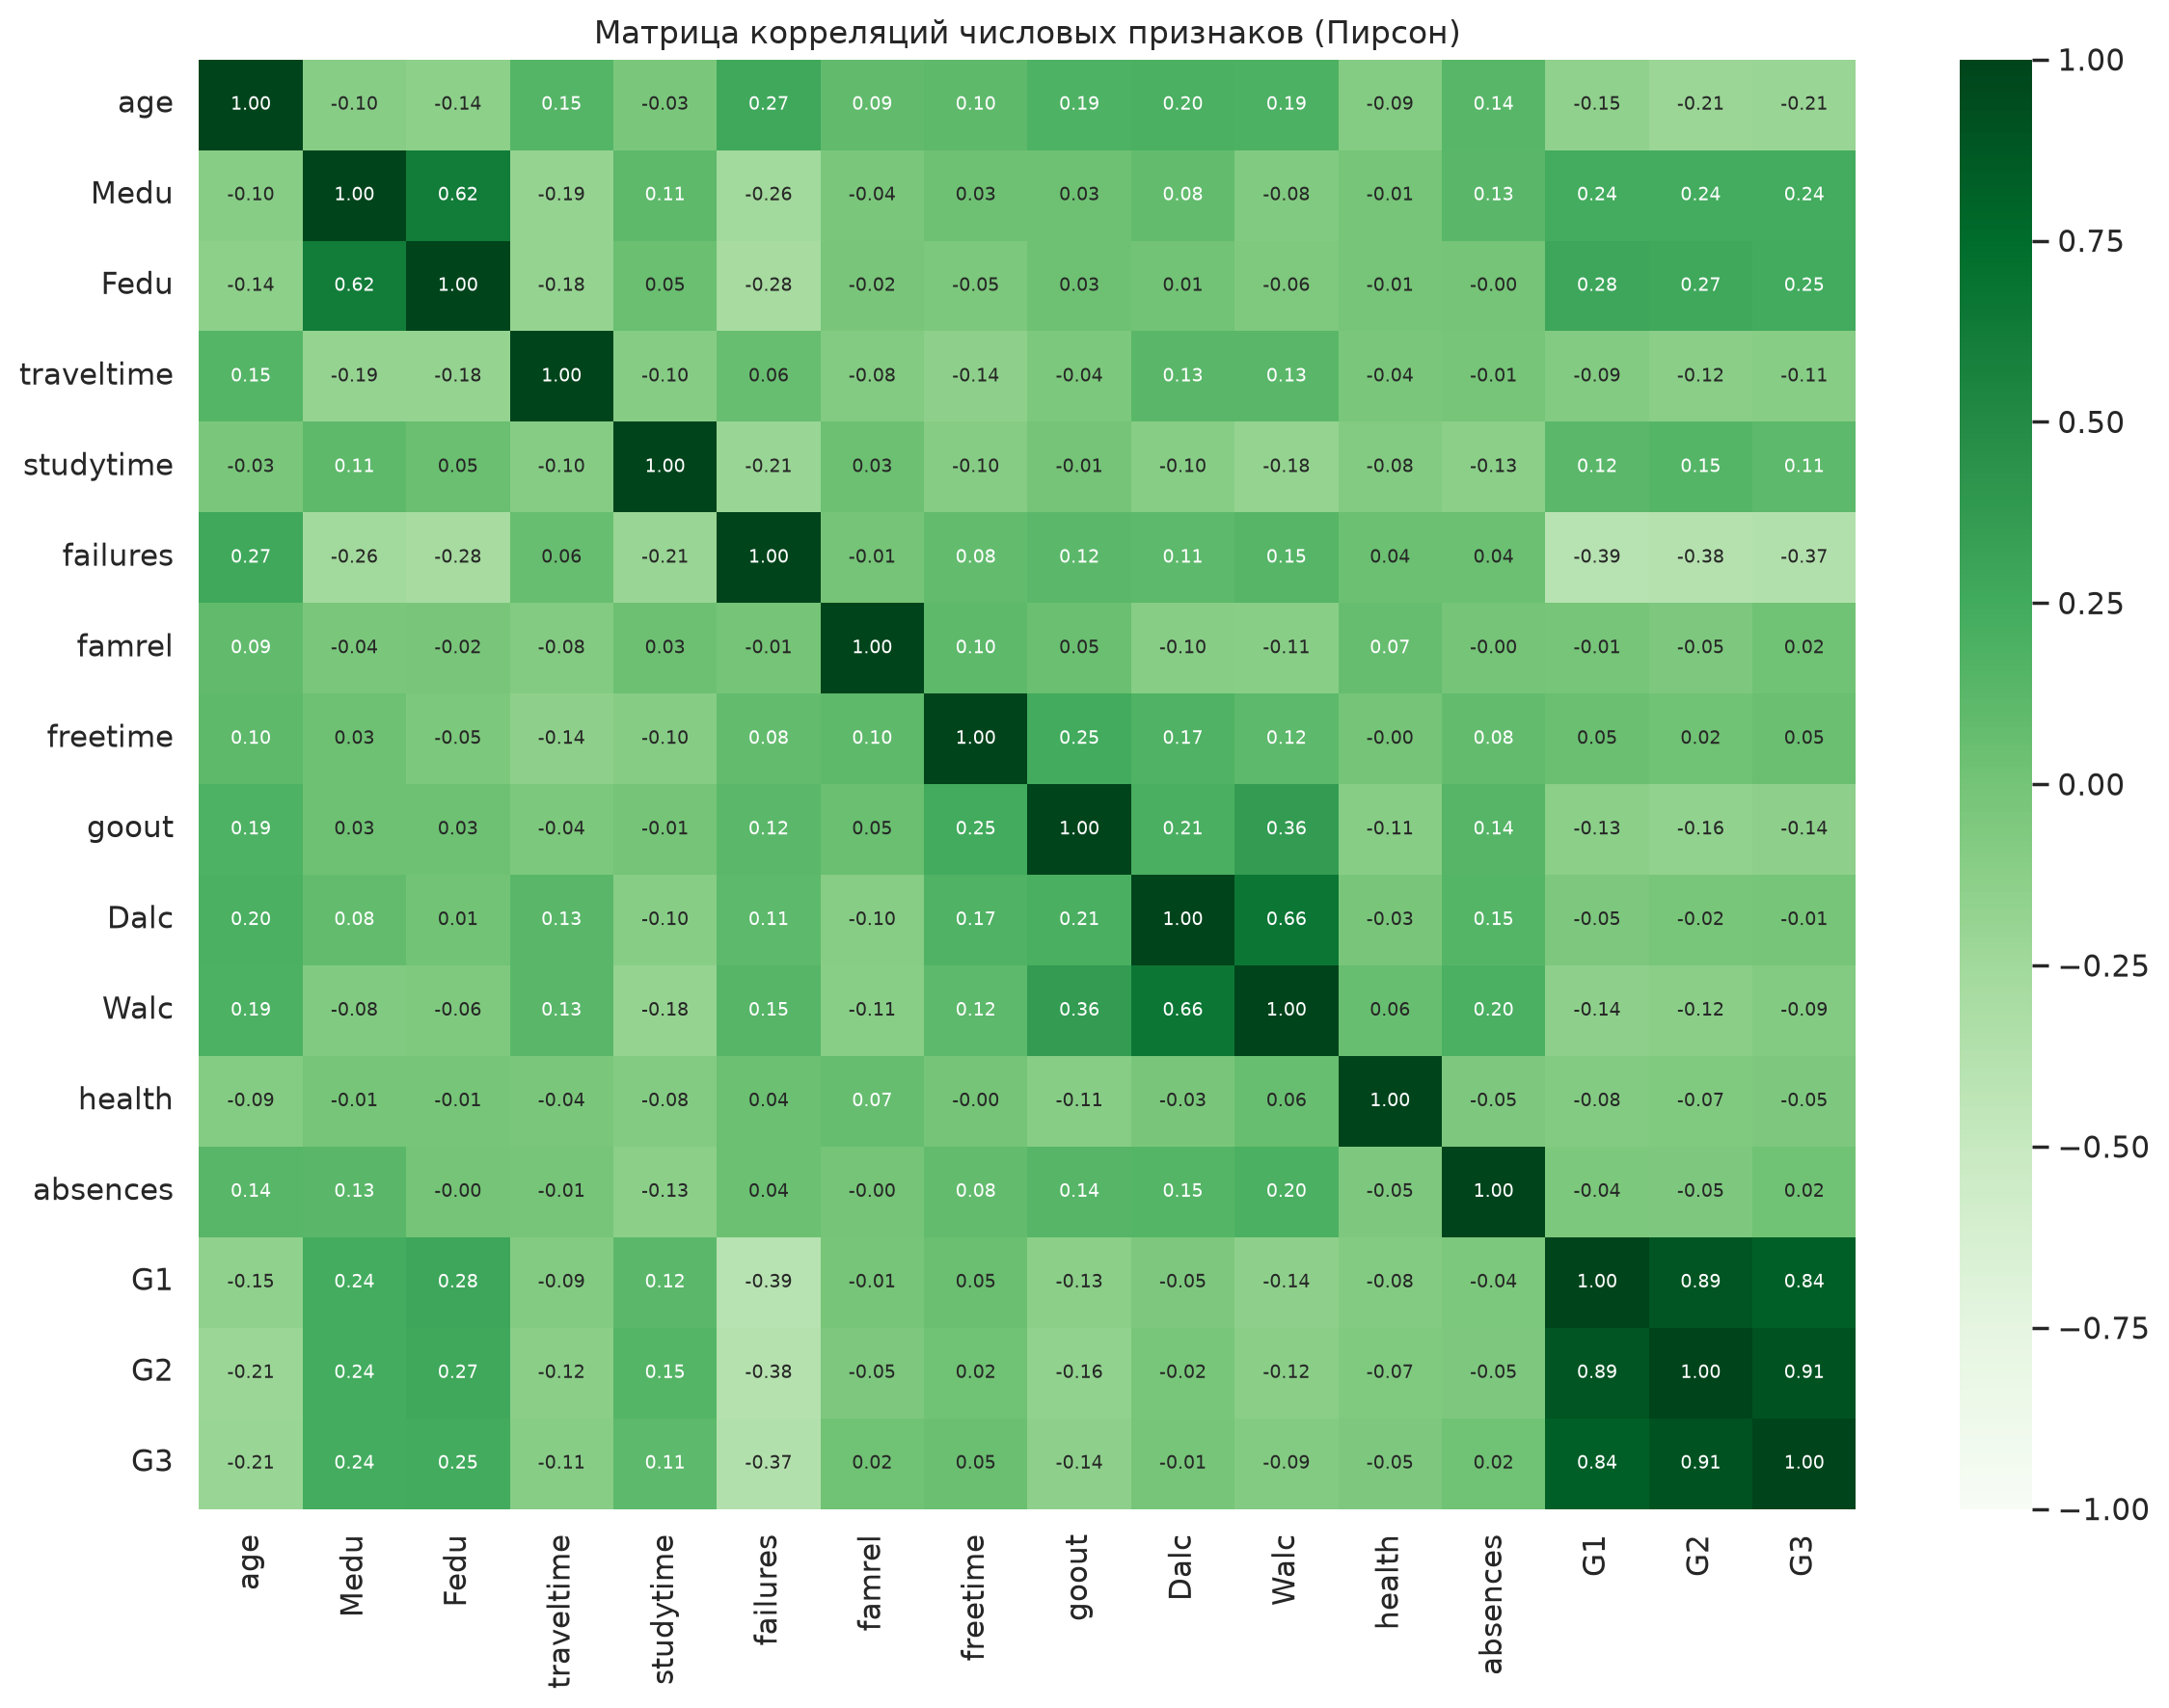 Матрица корреляций числовых признаков (Пирсон)
age 1.00 -0.10 -0.14 0.15 -0.03 0.27 0.09 0.10 0.19 0.20 0.19 -0.09 0.14 -0.15 -0.21 -0.21
Medu -0.10 1.00 0.62 -0.19 0.11 -0.26 -0.04 0.03 0.03 0.08 -0.08 -0.01 0.13 0.24 0.24 0.24
Fedu -0.14 0.62 1.00 -0.18 0.05 -0.28 -0.02 -0.05 0.03 0.01 -0.06 -0.01 -0.00 0.28 0.27 0.25
traveltime 0.15 -0.19 -0.18 1.00 -0.10 0.06 -0.08 -0.14 -0.04 0.13 0.13 -0.04 -0.01 -0.09 -0.12 -0.11
studytime -0.03 0.11 0.05 -0.10 1.00 -0.21 0.03 -0.10 -0.01 -0.10 -0.18 -0.08 -0.13 0.12 0.15 0.11
failures 0.27 -0.26 -0.28 0.06 -0.21 1.00 -0.01 0.08 0.12 0.11 0.15 0.04 0.04 -0.39 -0.38 -0.37
famrel 0.09 -0.04 -0.02 -0.08 0.03 -0.01 1.00 0.10 0.05 -0.10 -0.11 0.07 -0.00 -0.01 -0.05 0.02
freetime 0.10 0.03 -0.05 -0.14 -0.10 0.08 0.10 1.00 0.25 0.17 0.12 -0.00 0.08 0.05 0.02 0.05
goout 0.19 0.03 0.03 -0.04 -0.01 0.12 0.05 0.25 1.00 0.21 0.36 -0.11 0.14 -0.13 -0.16 -0.14
Dalc 0.20 0.08 0.01 0.13 -0.10 0.11 -0.10 0.17 0.21 1.00 0.66 -0.03 0.15 -0.05 -0.02 -0.01
Walc 0.19 -0.08 -0.06 0.13 -0.18 0.15 -0.11 0.12 0.36 0.66 1.00 0.06 0.20 -0.14 -0.12 -0.09
health -0.09 -0.01 -0.01 -0.04 -0.08 0.04 0.07 -0.00 -0.11 -0.03 0.06 1.00 -0.05 -0.08 -0.07 -0.05
absences 0.14 0.13 -0.00 -0.01 -0.13 0.04 -0.00 0.08 0.14 0.15 0.20 -0.05 1.00 -0.04 -0.05 0.02
G1 -0.15 0.24 0.28 -0.09 0.12 -0.39 -0.01 0.05 -0.13 -0.05 -0.14 -0.08 -0.04 1.00 0.89 0.84
G2 -0.21 0.24 0.27 -0.12 0.15 -0.38 -0.05 0.02 -0.16 -0.02 -0.12 -0.07 -0.05 0.89 1.00 0.91
G3 -0.21 0.24 0.25 -0.11 0.11 -0.37 0.02 0.05 -0.14 -0.01 -0.09 -0.05 0.02 0.84 0.91 1.00
age Medu Fedu traveltime studytime failures famrel freetime goout Dalc Walc health absences G1 G2 G3
1.00
0.75
0.50
0.25
0.00
−0.25
−0.50
−0.75
−1.00